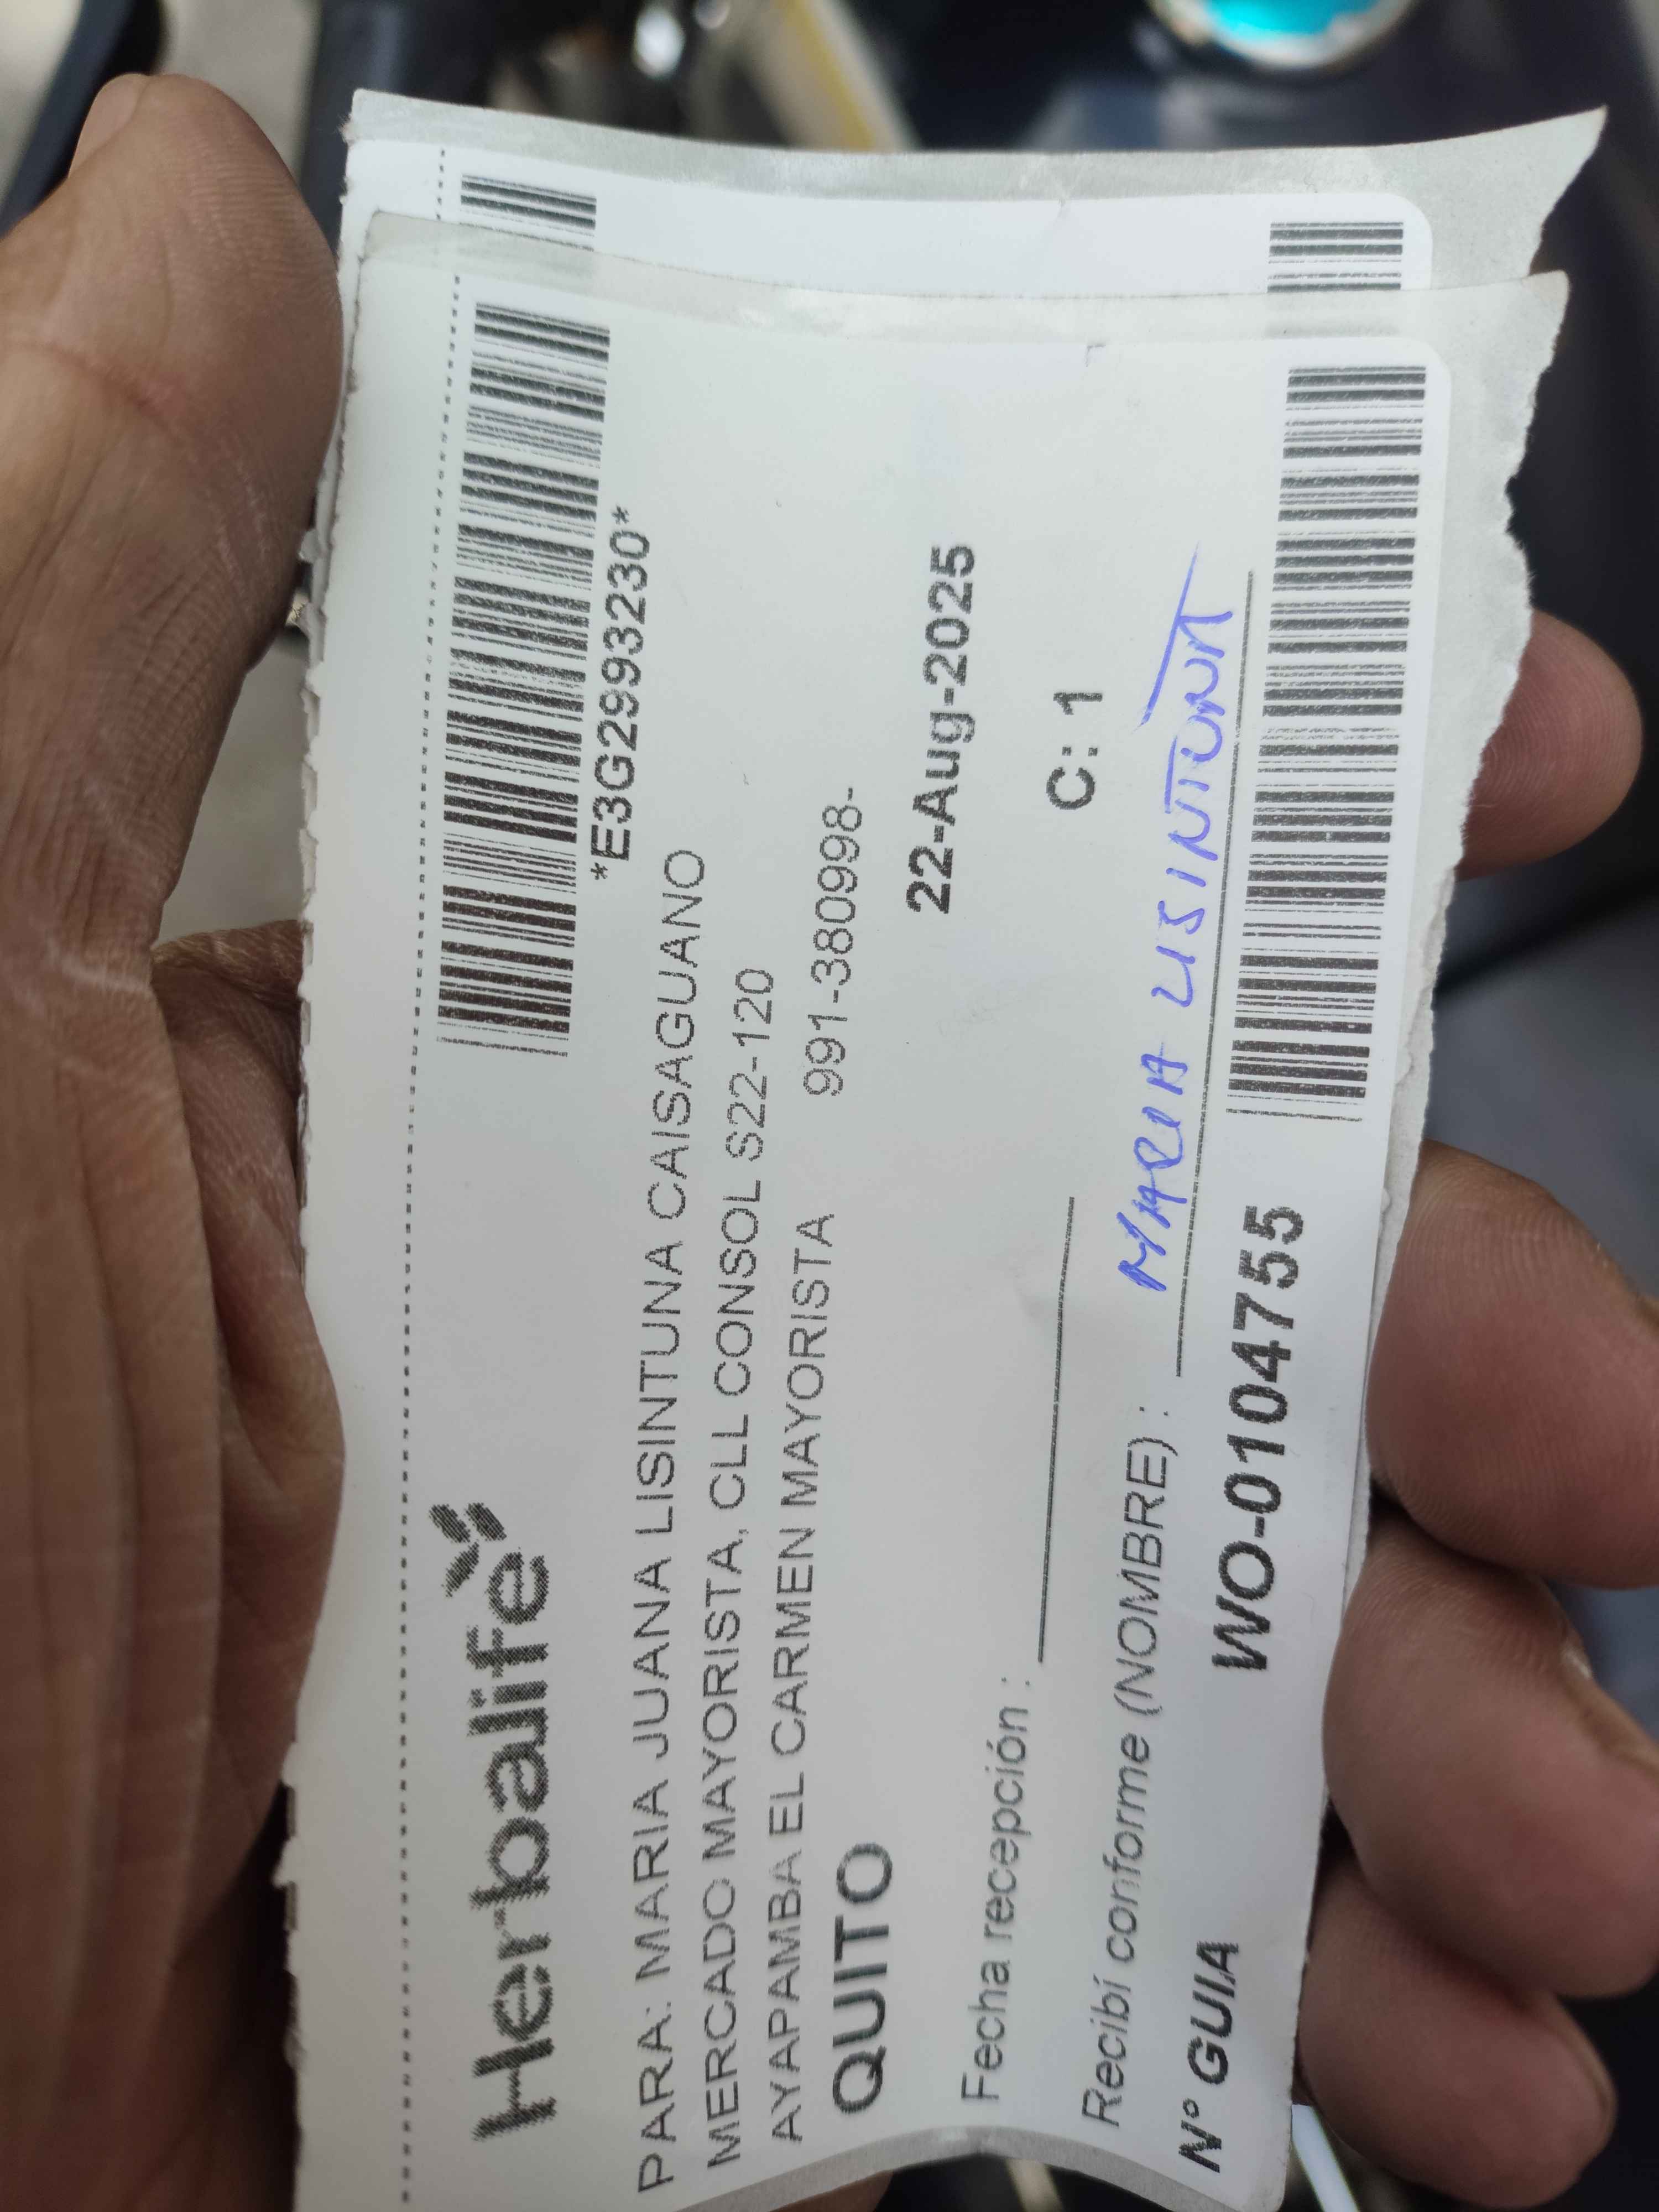 Herbalife
*E3G2993230*
PARA: MARIA JUANA LISINTUNA CAISAGUANO
MERCADO MAYORISTA, CLL CONSOL S22-120
AYAPAMBA EL CARMEN MAYORISTA 991-380998-
QUITO
22-Aug-2025
Fecha recepción :
C: 1
Recibí conforme (NOMBRE) : MARIA LISINTUNA
Nº GUIA WO-0104755